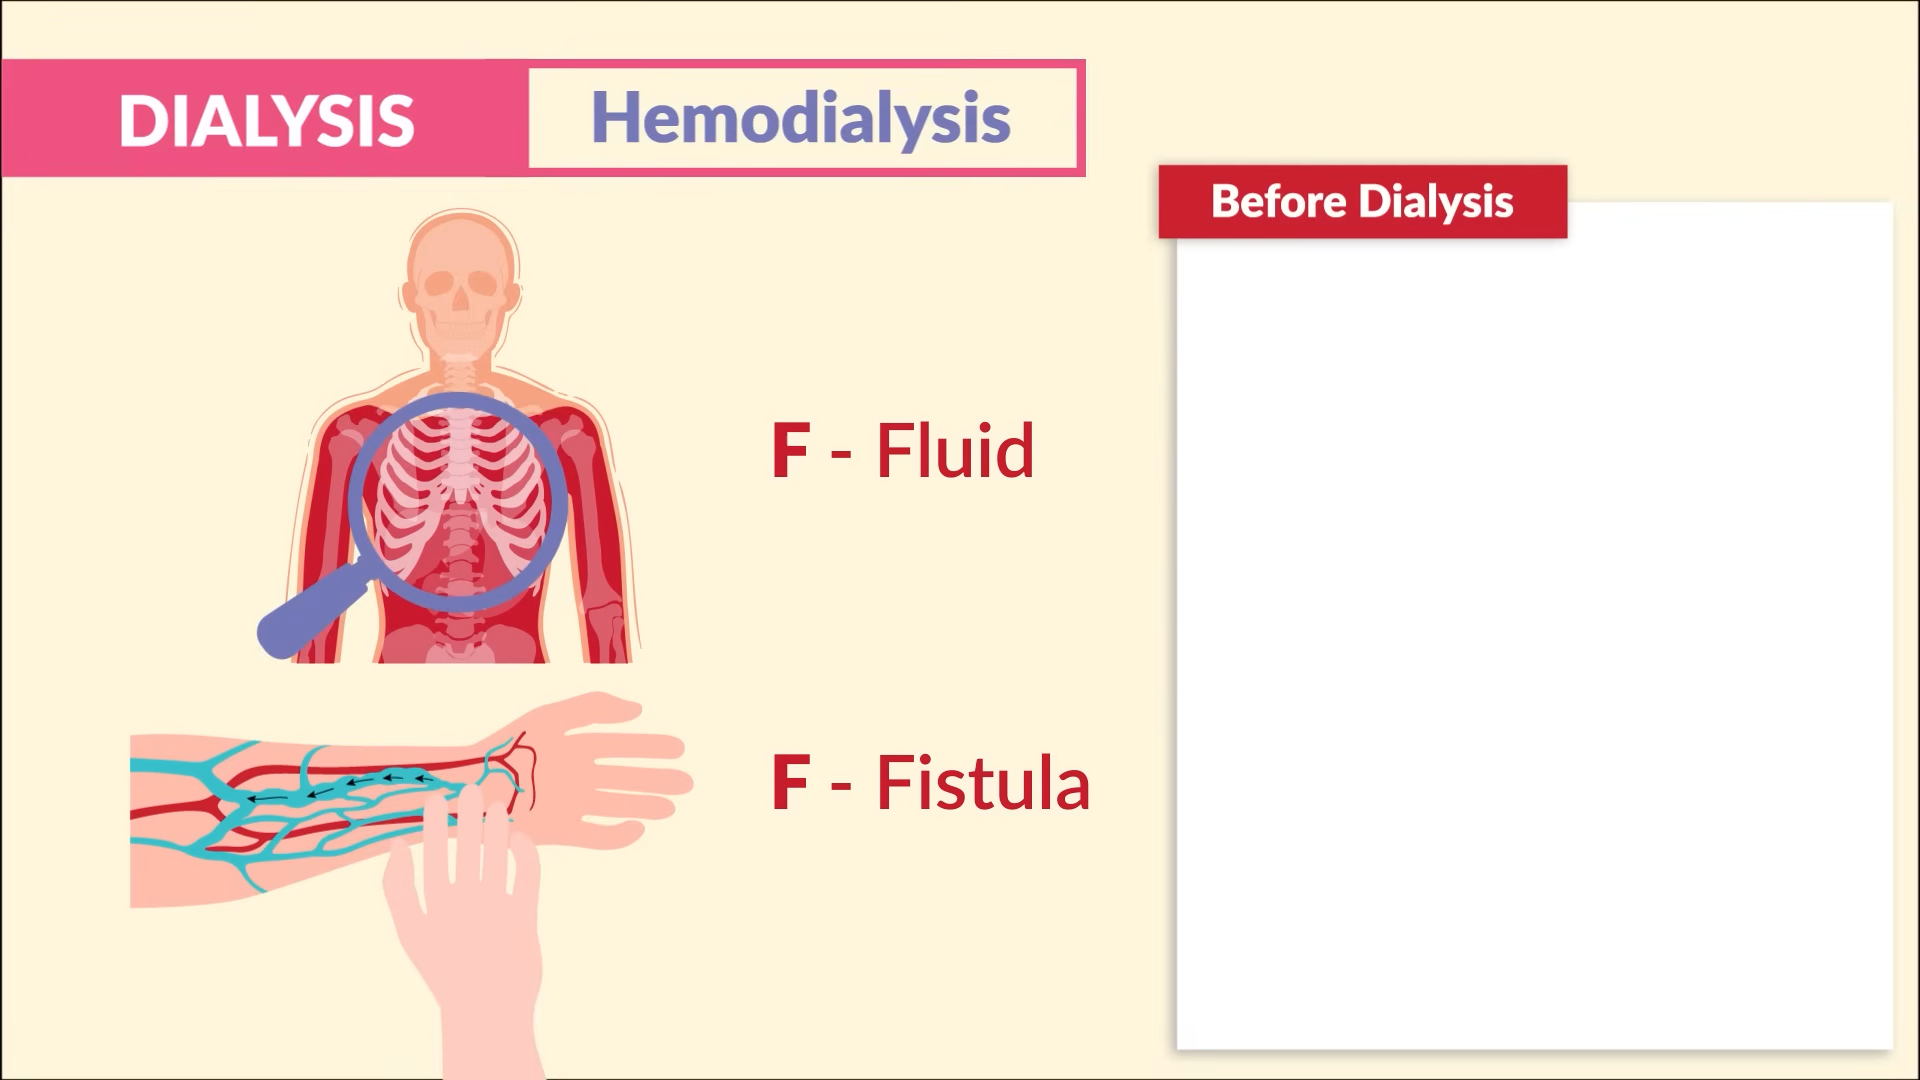 DIALYSIS
Hemodialysis
Before Dialysis
F - Fluid
F - Fistula